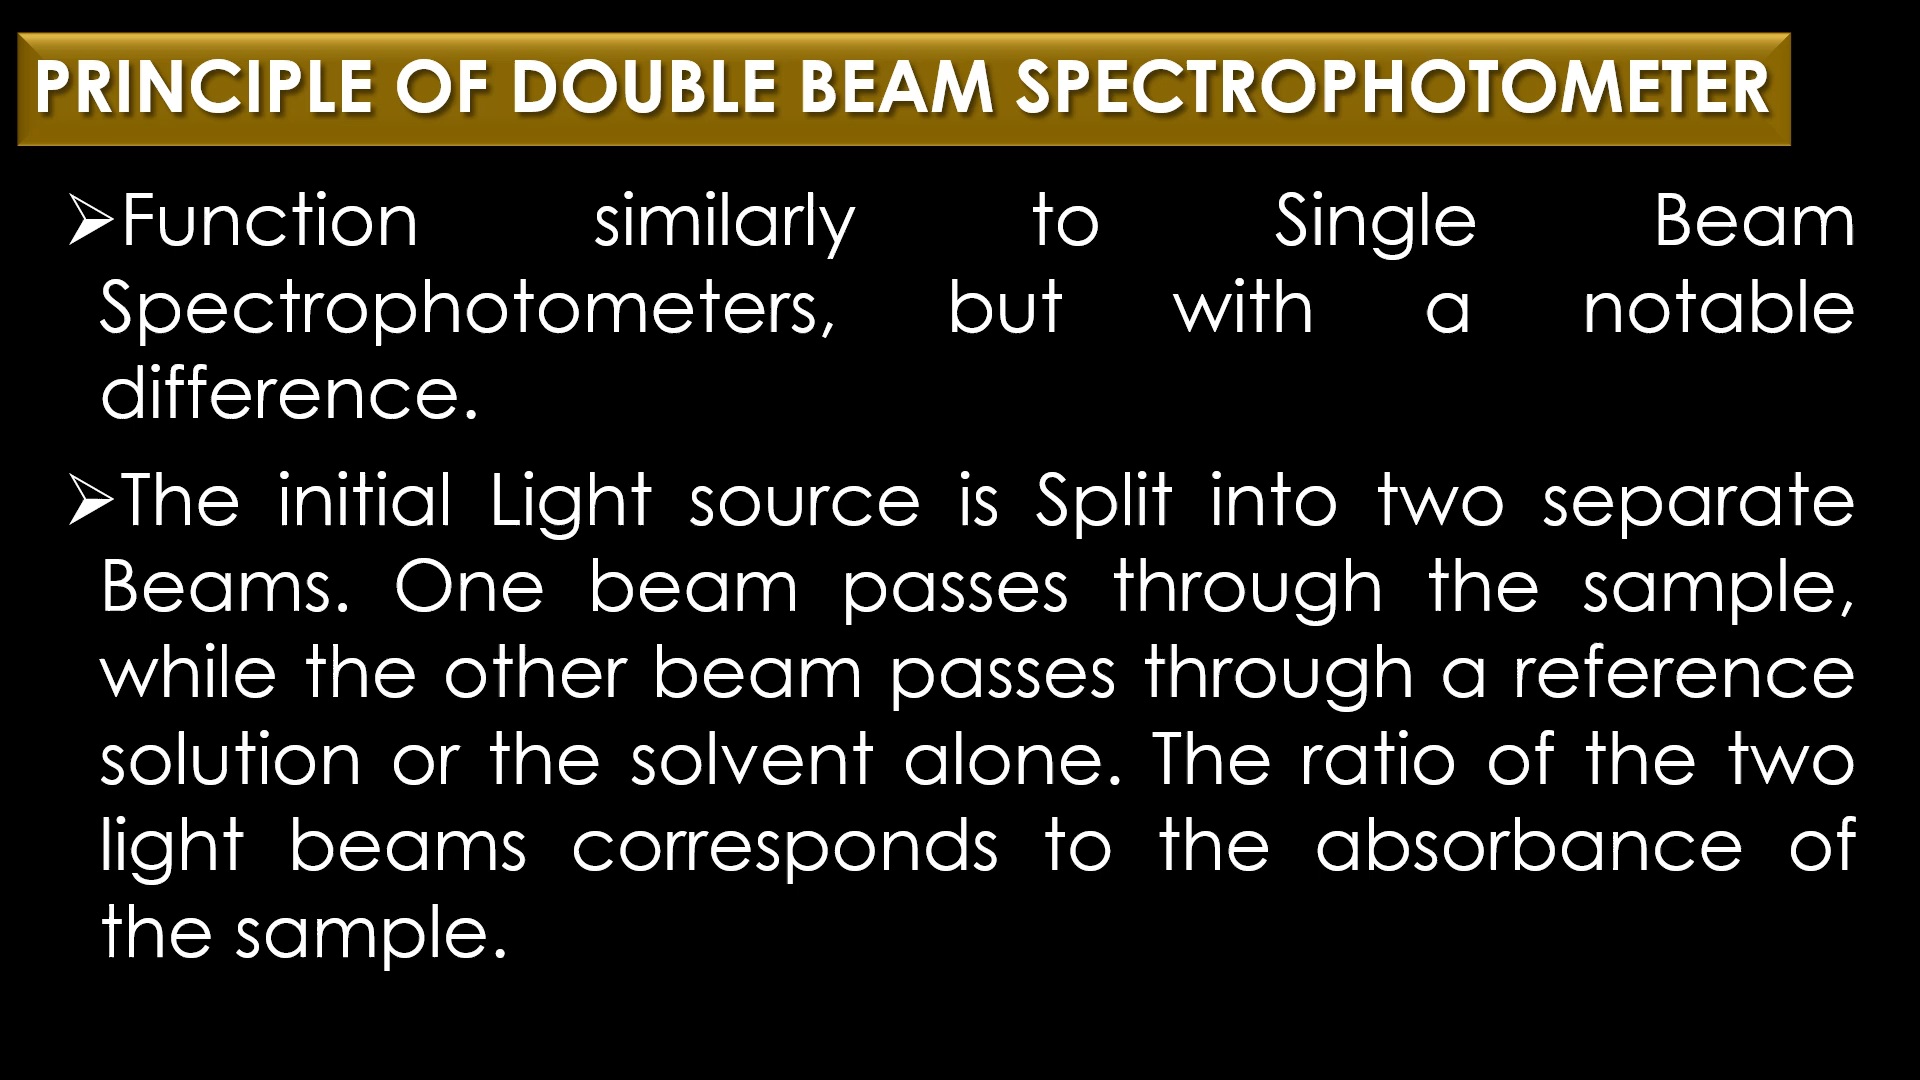 PRINCIPLE OF DOUBLE BEAM SPECTROPHOTOMETER
➢Function similarly to Single Beam
Spectrophotometers, but with a notable
difference.
➢The initial Light source is Split into two separate
Beams. One beam passes through the sample,
while the other beam passes through a reference
solution or the solvent alone. The ratio of the two
light beams corresponds to the absorbance of
the sample.